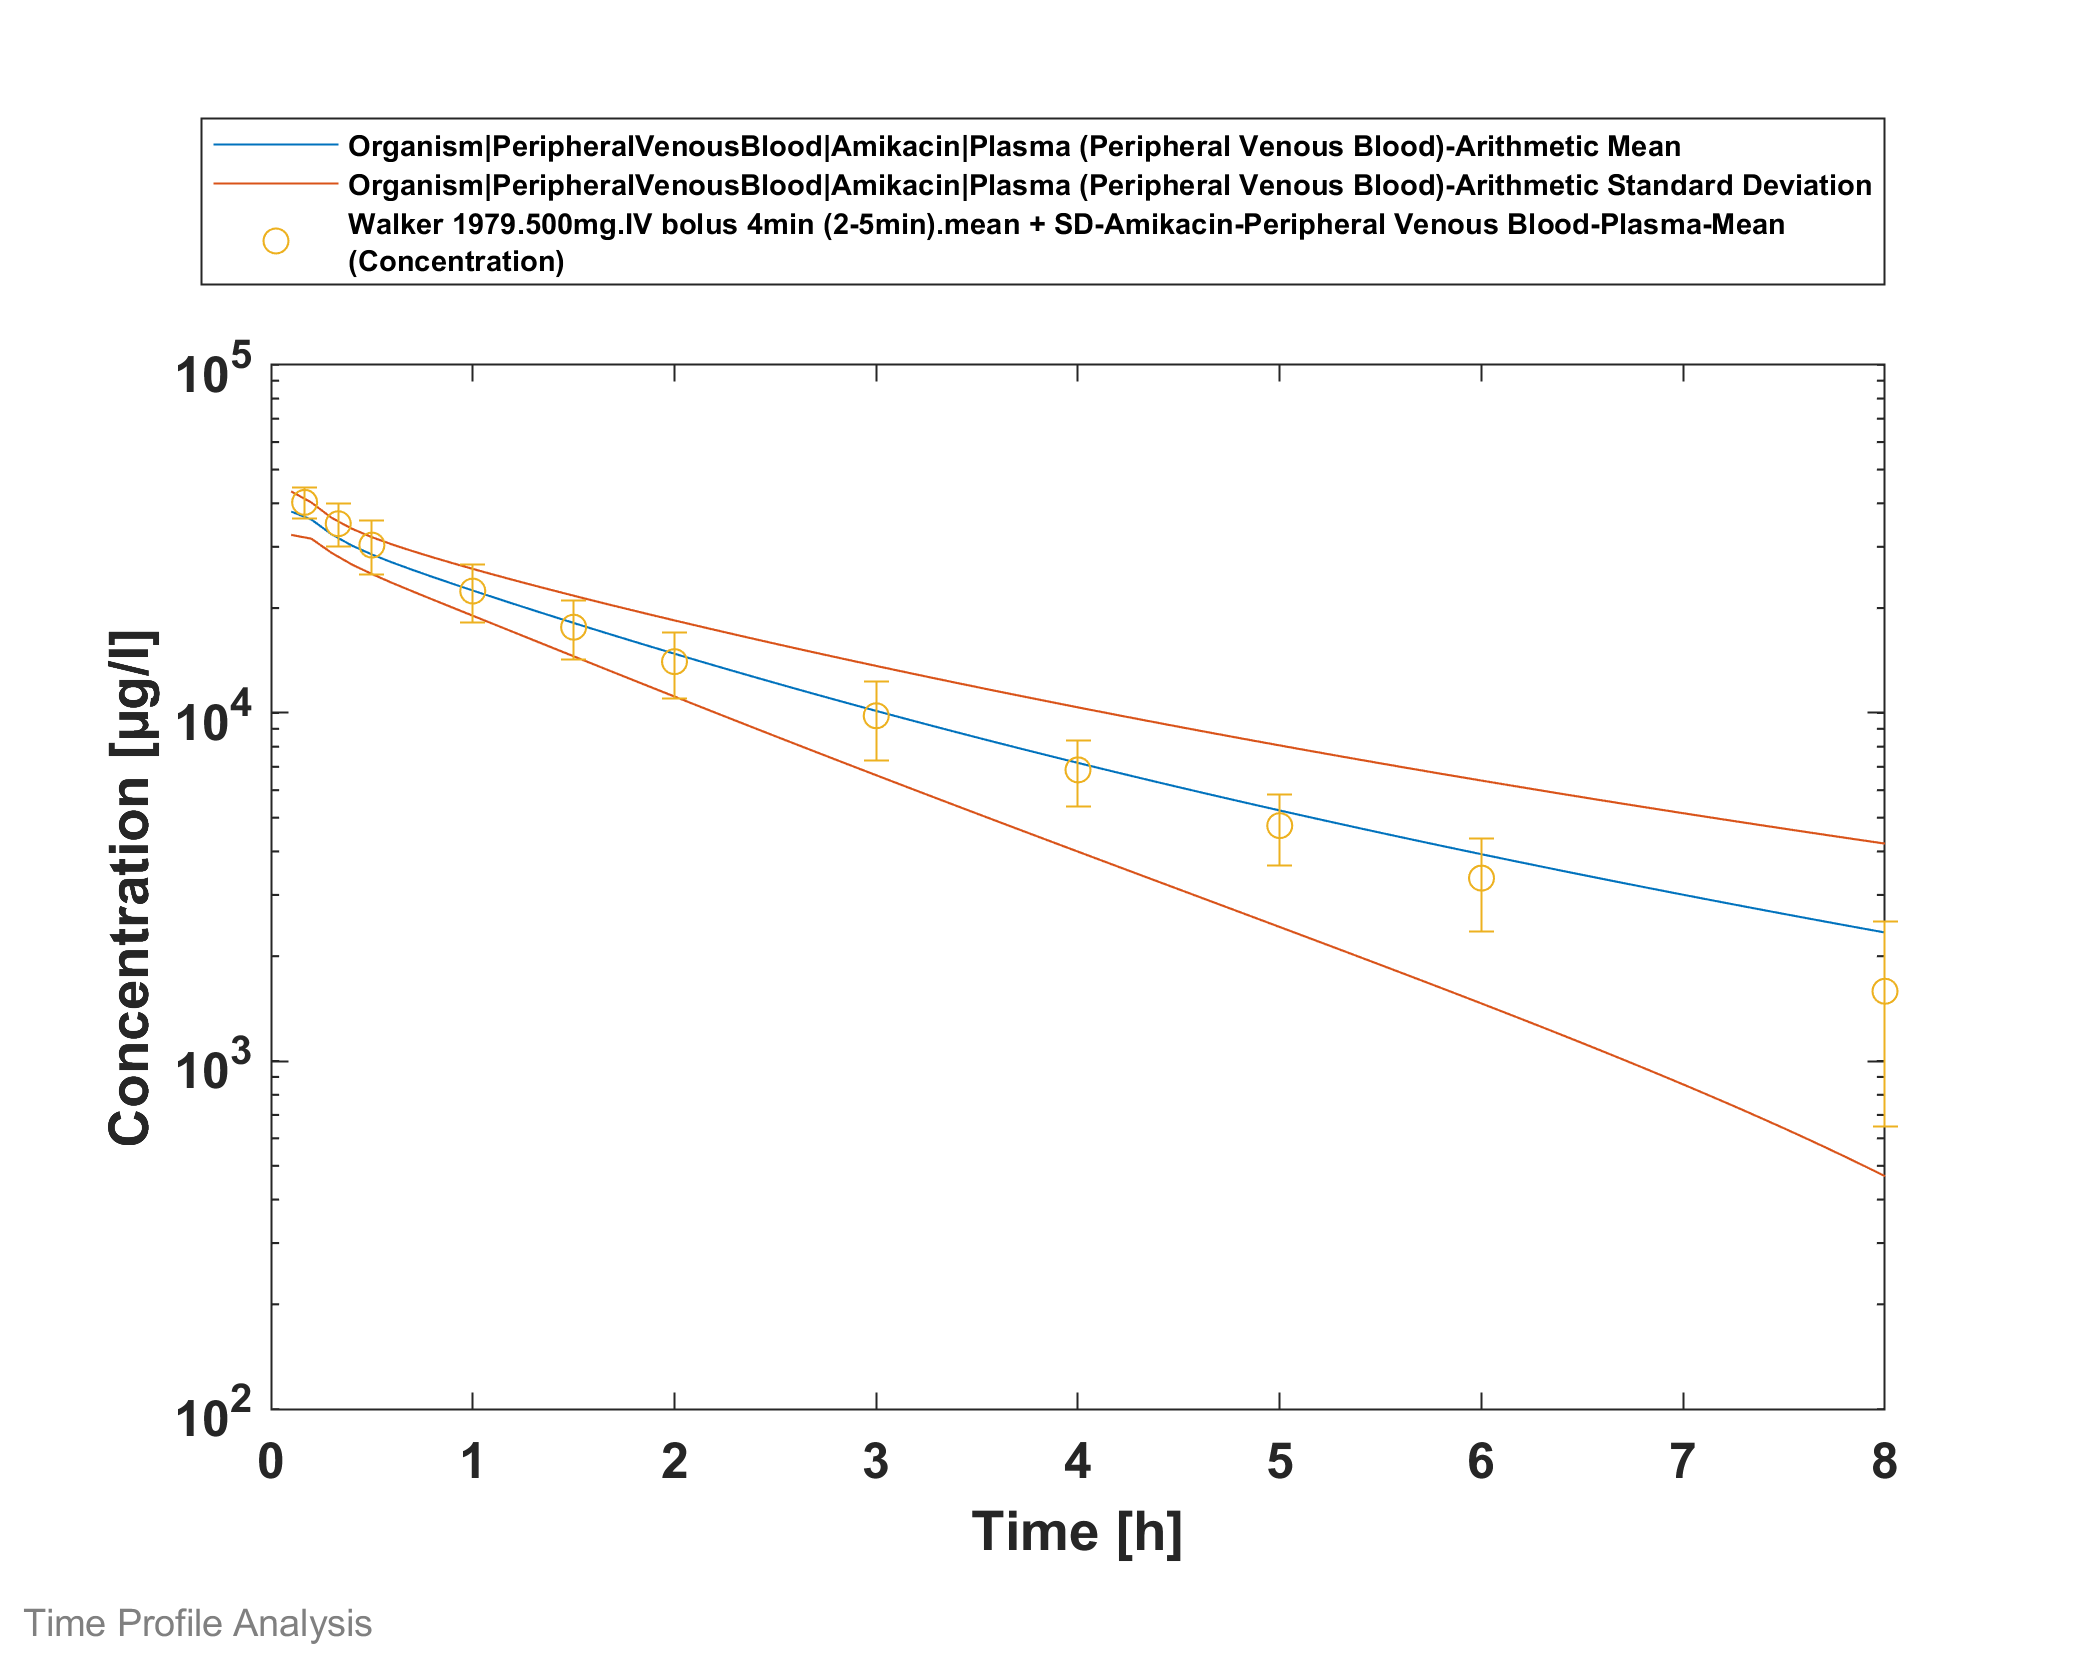 Organism|PeripheralVenousBlood|Amikacin|Plasma (Peripheral Venous Blood)-Arithmetic Mean
Organism|PeripheralVenousBlood|Amikacin|Plasma (Peripheral Venous Blood)-Arithmetic Standard Deviation
Walker 1979.500mg.IV bolus 4min (2-5min).mean + SD-Amikacin-Peripheral Venous Blood-Plasma-Mean
(Concentration)
10^5
10^4
10^3
10^2
Concentration [µg/l]
0 1 2 3 4 5 6 7 8
Time [h]
Time Profile Analysis